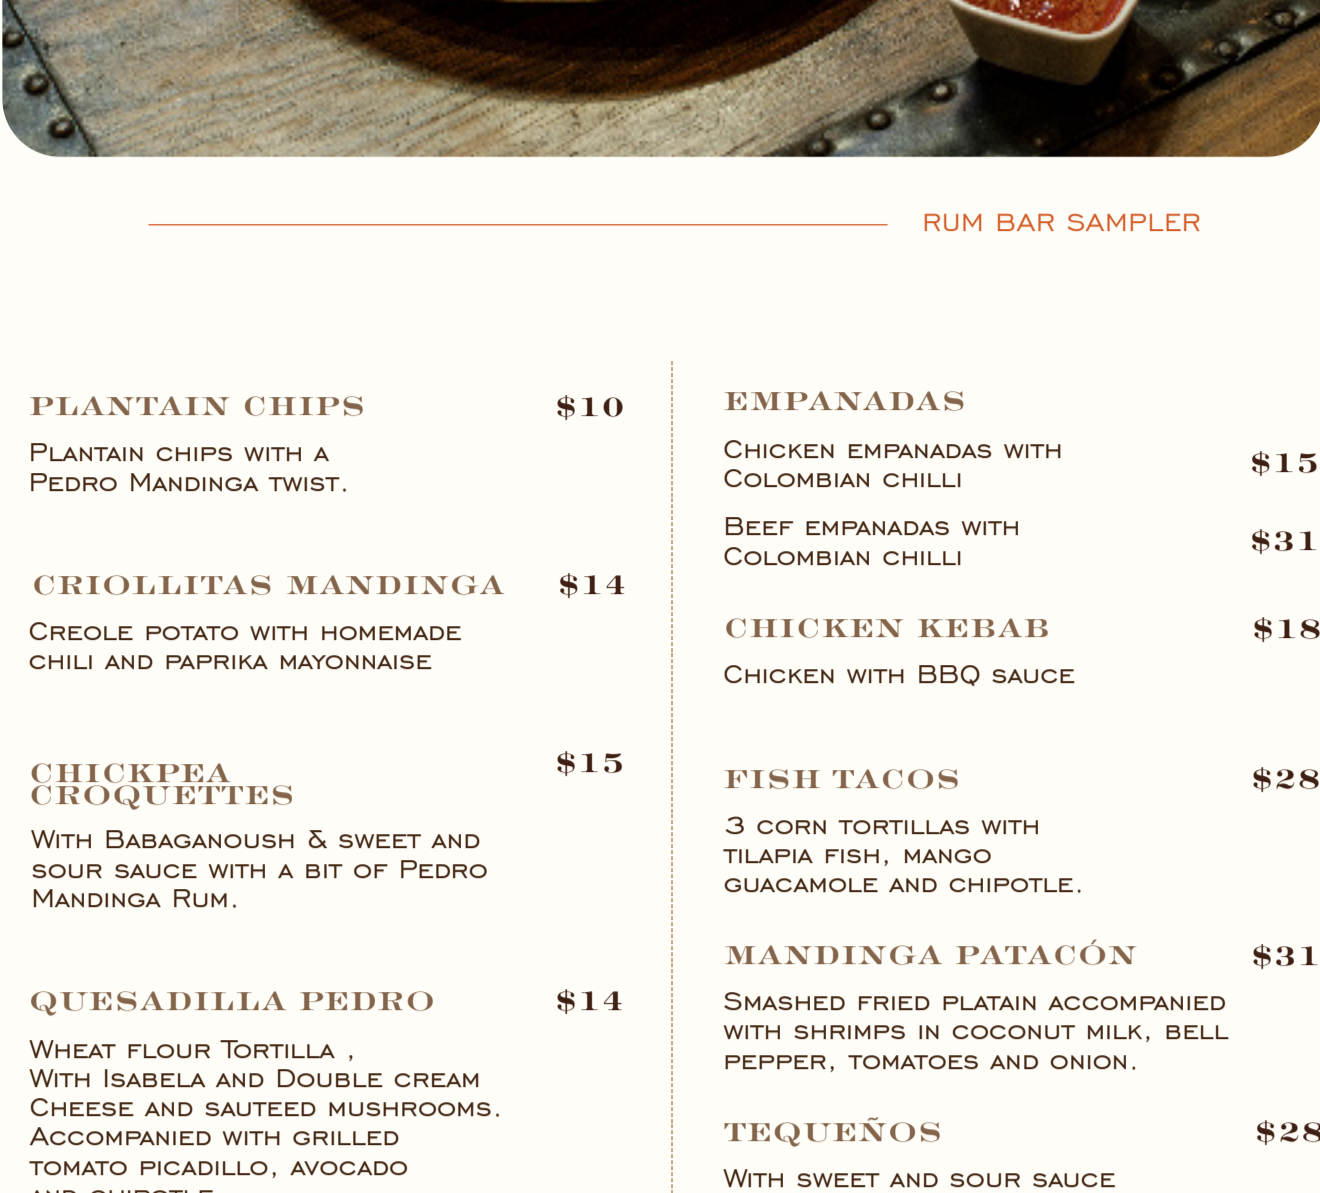 RUM BAR SAMPLER
PLANTAIN CHIPS $10
PLANTAIN CHIPS WITH A
PEDRO MANDINGA TWIST.
CRIOLLITAS MANDINGA $14
CREOLE POTATO WITH HOMEMADE
CHILI AND PAPRIKA MAYONNAISE
CHICKPEA $15
CROQUETTES
WITH BABAGANOUSH & SWEET AND
SOUR SAUCE WITH A BIT OF PEDRO
MANDINGA RUM.
QUESADILLA PEDRO $14
WHEAT FLOUR TORTILLA ,
WITH ISABELA AND DOUBLE CREAM
CHEESE AND SAUTEED MUSHROOMS.
ACCOMPANIED WITH GRILLED
TOMATO PICADILLO, AVOCADO
AND CHIPOTLE
EMPANADAS
CHICKEN EMPANADAS WITH
COLOMBIAN CHILLI $15
BEEF EMPANADAS WITH
COLOMBIAN CHILLI $31
CHICKEN KEBAB $18
CHICKEN WITH BBQ SAUCE
FISH TACOS $28
3 CORN TORTILLAS WITH
TILAPIA FISH, MANGO
GUACAMOLE AND CHIPOTLE.
MANDINGA PATACÓN $31
SMASHED FRIED PLATAIN ACCOMPANIED
WITH SHRIMPS IN COCONUT MILK, BELL
PEPPER, TOMATOES AND ONION.
TEQUEÑOS $28
WITH SWEET AND SOUR SAUCE